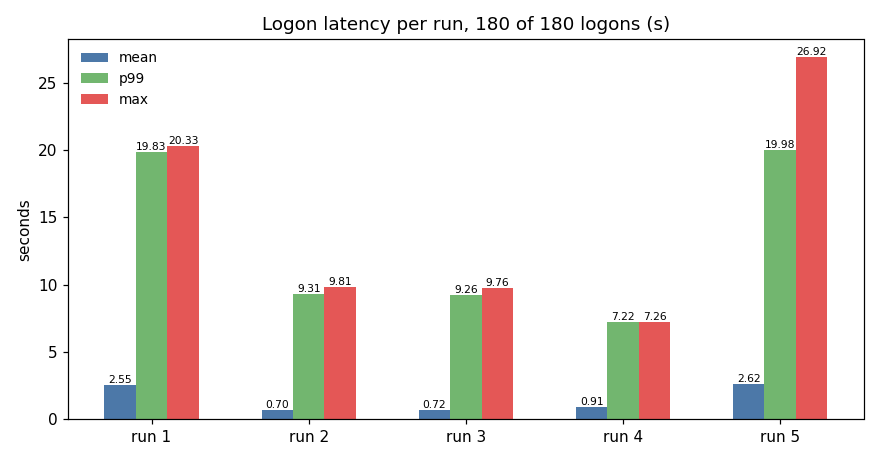 Logon latency per run, 180 of 180 logons (s)
mean
p99
max
seconds
25
20
15
10
5
0
2.55
19.83
20.33
0.70
9.31
9.81
0.72
9.26
9.76
0.91
7.22
7.26
2.62
19.98
26.92
run 1
run 2
run 3
run 4
run 5